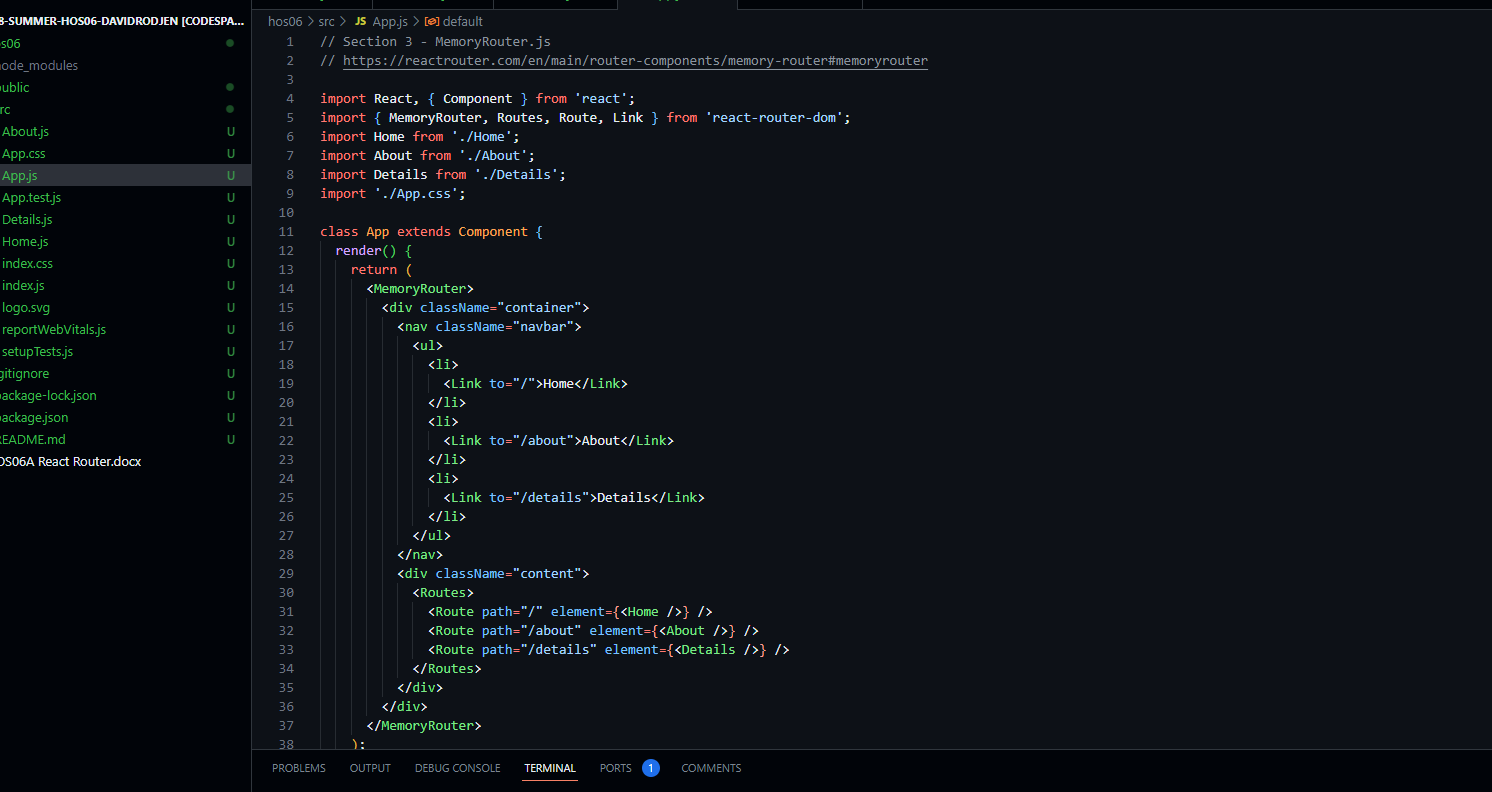 8-SUMMER-HOS06-DAVIDRODJEN [CODESPA...
s06
ode_modules
ublic
rc
About.js U
App.css U
App.js U
App.test.js U
Details.js U
Home.js U
index.css U
index.js U
logo.svg U
reportWebVitals.js U
setupTests.js U
gitignore U
ackage-lock.json U
ackage.json U
README.md U
OS06A React Router.docx
hos06 > src > JS App.js > default
1 // Section 3 - MemoryRouter.js
2 // https://reactrouter.com/en/main/router-components/memory-router#memoryrouter
3
4 import React, { Component } from 'react';
5 import { MemoryRouter, Routes, Route, Link } from 'react-router-dom';
6 import Home from './Home';
7 import About from './About';
8 import Details from './Details';
9 import './App.css';
10
11 class App extends Component {
12 render() {
13 return (
14 <MemoryRouter>
15 <div className="container">
16 <nav className="navbar">
17 <ul>
18 <li>
19 <Link to="/">Home</Link>
20 </li>
21 <li>
22 <Link to="/about">About</Link>
23 </li>
24 <li>
25 <Link to="/details">Details</Link>
26 </li>
27 </ul>
28 </nav>
29 <div className="content">
30 <Routes>
31 <Route path="/" element={<Home />} />
32 <Route path="/about" element={<About />} />
33 <Route path="/details" element={<Details />} />
34 </Routes>
35 </div>
36 </div>
37 </MemoryRouter>
38 );
PROBLEMS OUTPUT DEBUG CONSOLE TERMINAL PORTS 1 COMMENTS